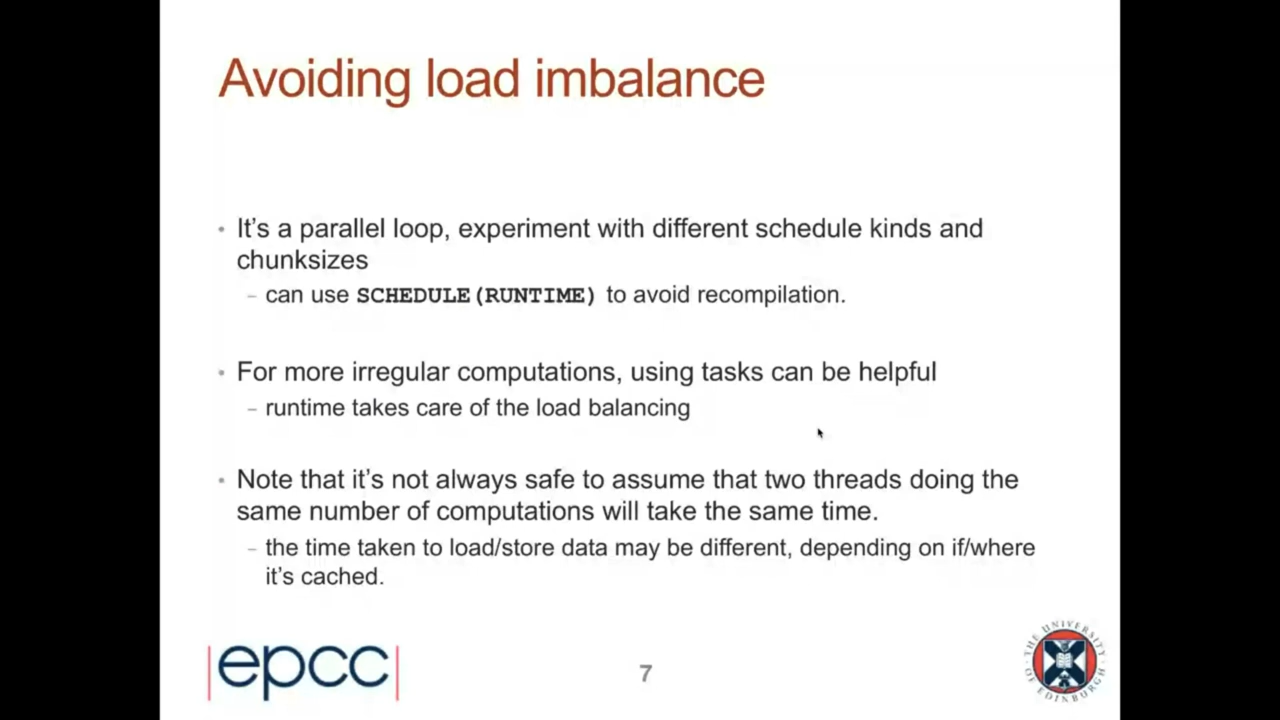 Avoiding load imbalance
• It's a parallel loop, experiment with different schedule kinds and
chunksizes
– can use SCHEDULE(RUNTIME) to avoid recompilation.
• For more irregular computations, using tasks can be helpful
– runtime takes care of the load balancing
• Note that it's not always safe to assume that two threads doing the
same number of computations will take the same time.
– the time taken to load/store data may be different, depending on if/where
it's cached.
|epcc|
7
THE UNIVERSITY
OF EDINBURGH